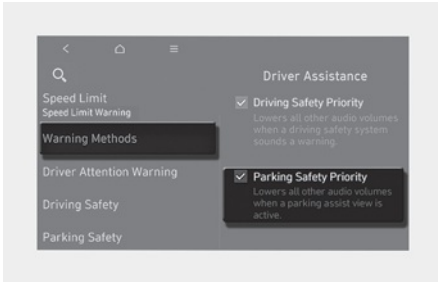 Driver Assistance
Speed Limit
Speed Limit Warning
Warning Methods
Driver Attention Warning
Driving Safety
Parking Safety
Driving Safety Priority
Lowers all other audio volumes
when a driving safety system
sounds a warning.
Parking Safety Priority
Lowers all other audio volumes
when a parking assist view is
active.